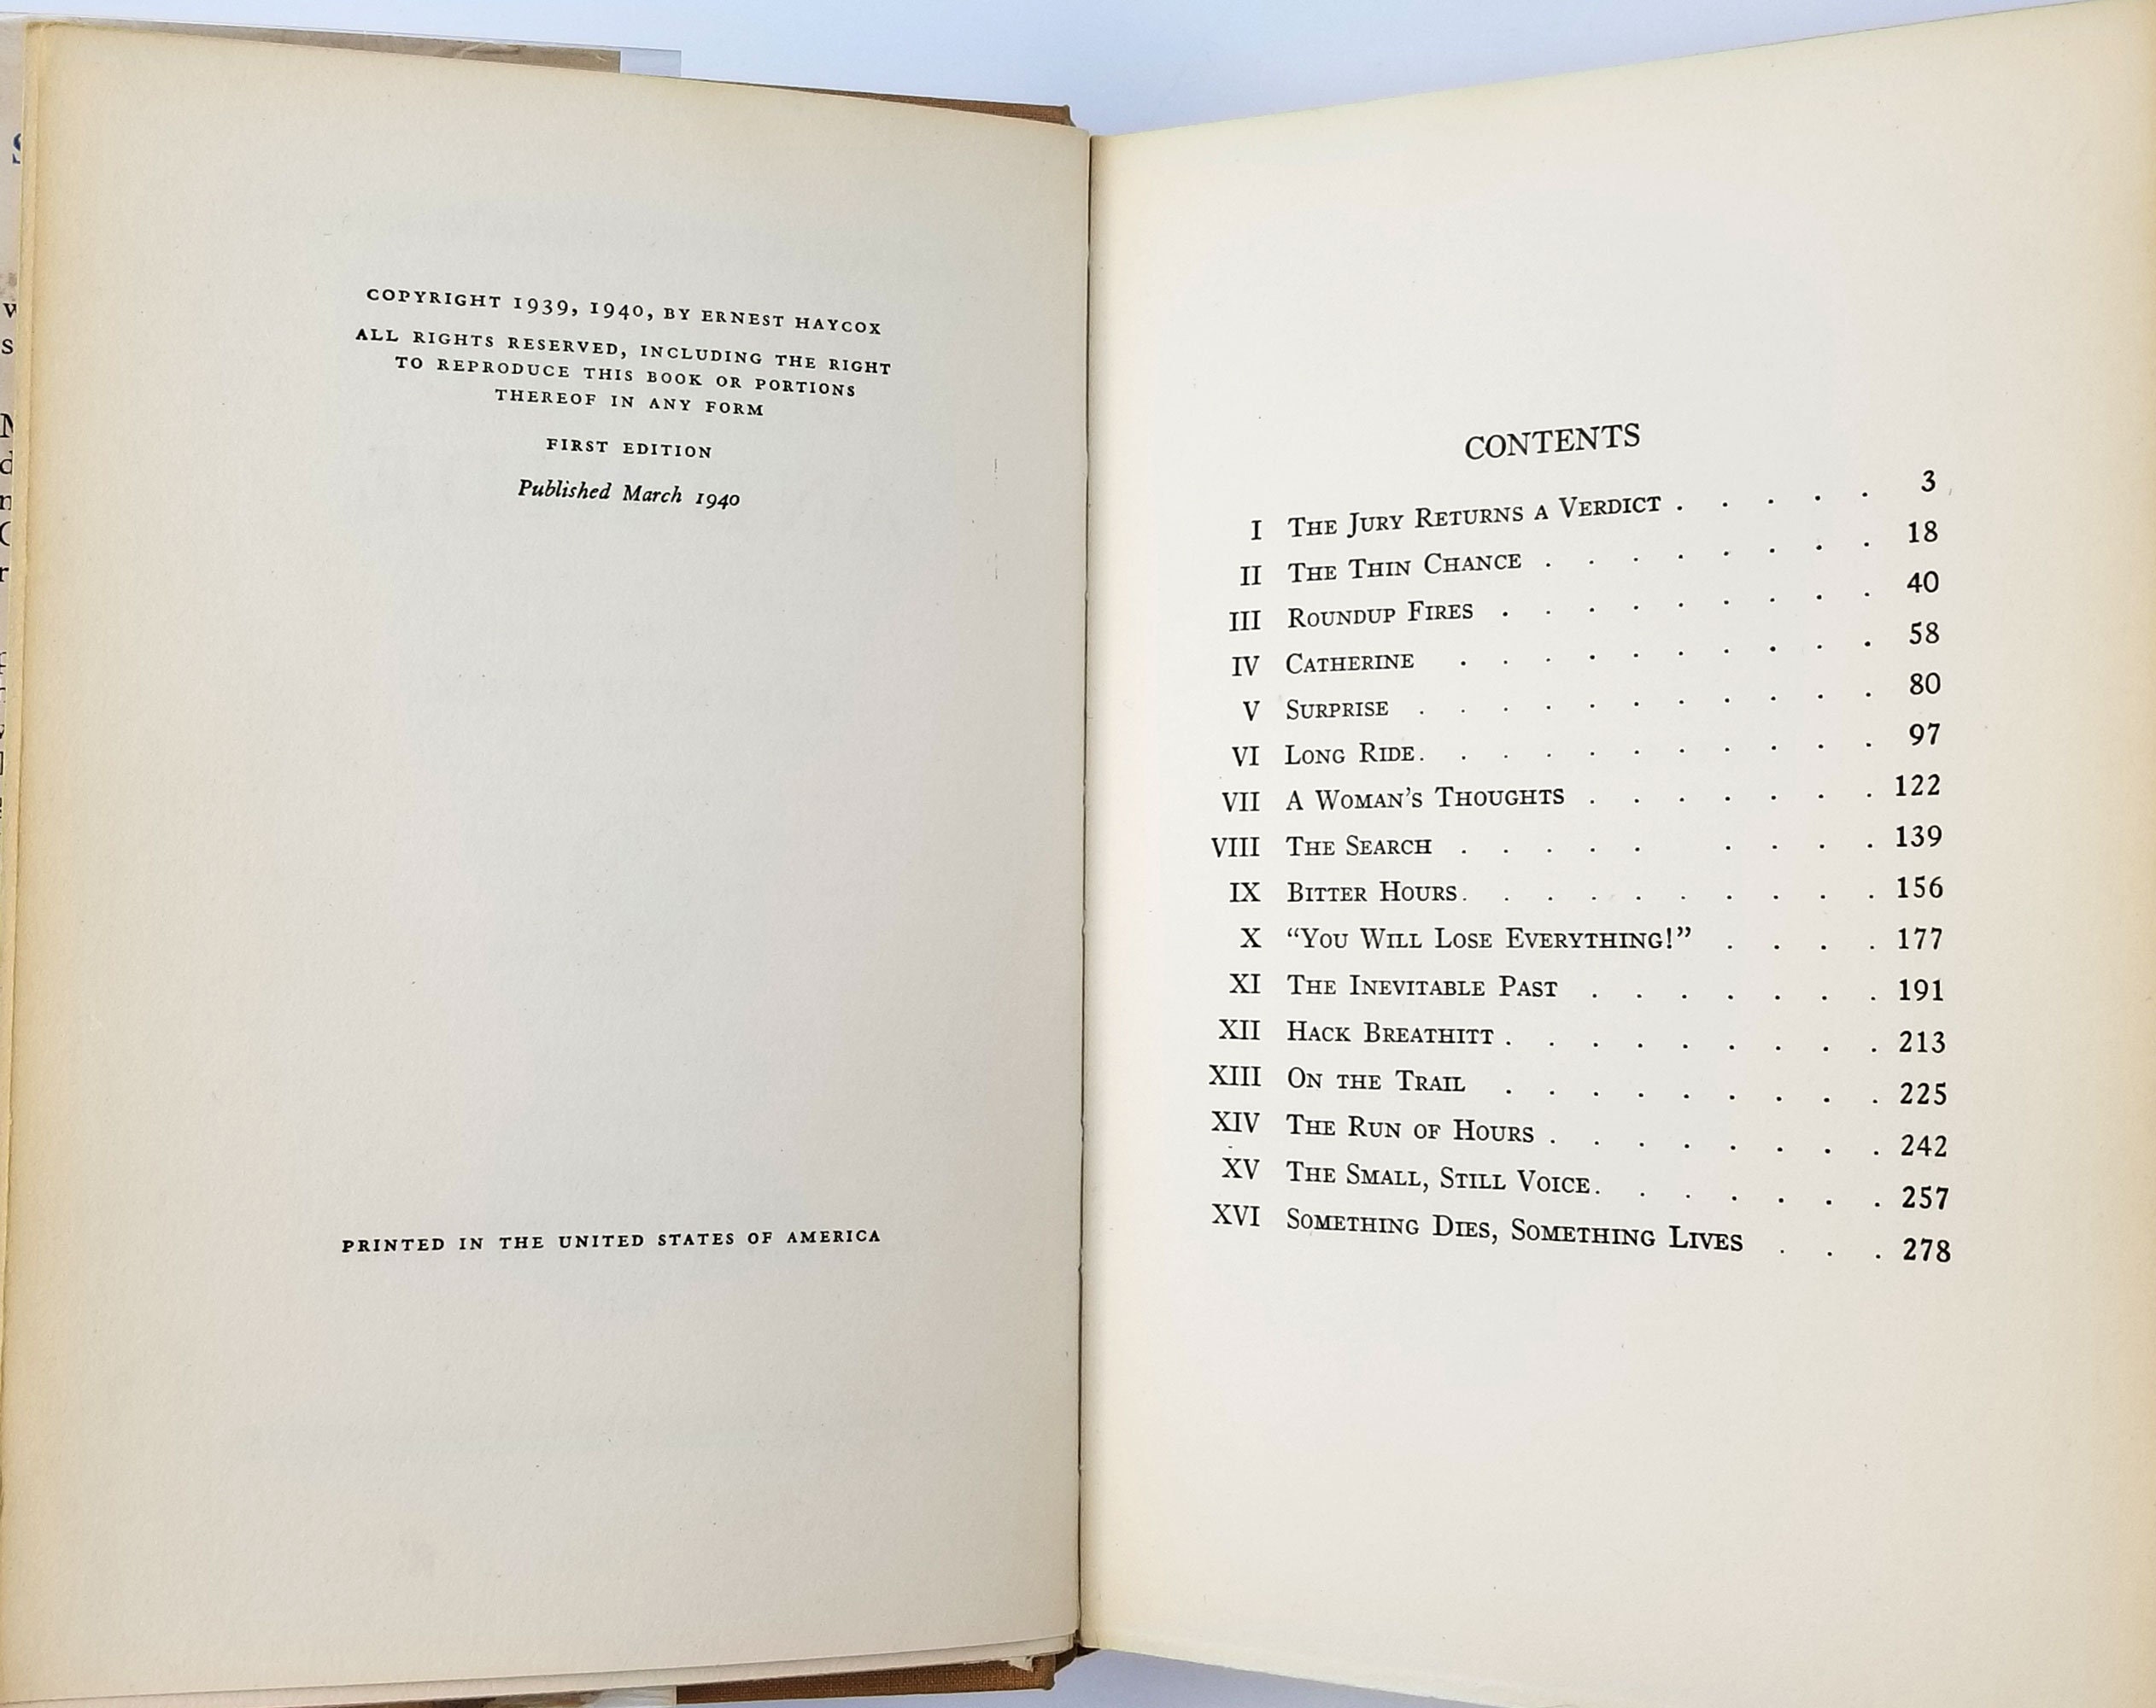 COPYRIGHT 1939, 1940, BY ERNEST HAYCOX
ALL RIGHTS RESERVED, INCLUDING THE RIGHT
TO REPRODUCE THIS BOOK OR PORTIONS
THEREOF IN ANY FORM
FIRST EDITION
Published March 1940
PRINTED IN THE UNITED STATES OF AMERICA
CONTENTS
I THE JURY RETURNS A VERDICT . . . . . 3
II THE THIN CHANCE . . . . . . . . 18
III ROUNDUP FIRES . . . . . . . . . 40
IV CATHERINE . . . . . . . . . . 58
V SURPRISE . . . . . . . . . . . 80
VI LONG RIDE . . . . . . . . . . . 97
VII A WOMAN'S THOUGHTS . . . . . . . 122
VIII THE SEARCH . . . . . . . . . 139
IX BITTER HOURS . . . . . . . . . . 156
X "YOU WILL LOSE EVERYTHING!" . . . . 177
XI THE INEVITABLE PAST . . . . . . . 191
XII HACK BREATHITT . . . . . . . . . 213
XIII ON THE TRAIL . . . . . . . . . 225
XIV THE RUN OF HOURS . . . . . . . . 242
XV THE SMALL, STILL VOICE . . . . . . . 257
XVI SOMETHING DIES, SOMETHING LIVES . . . 278